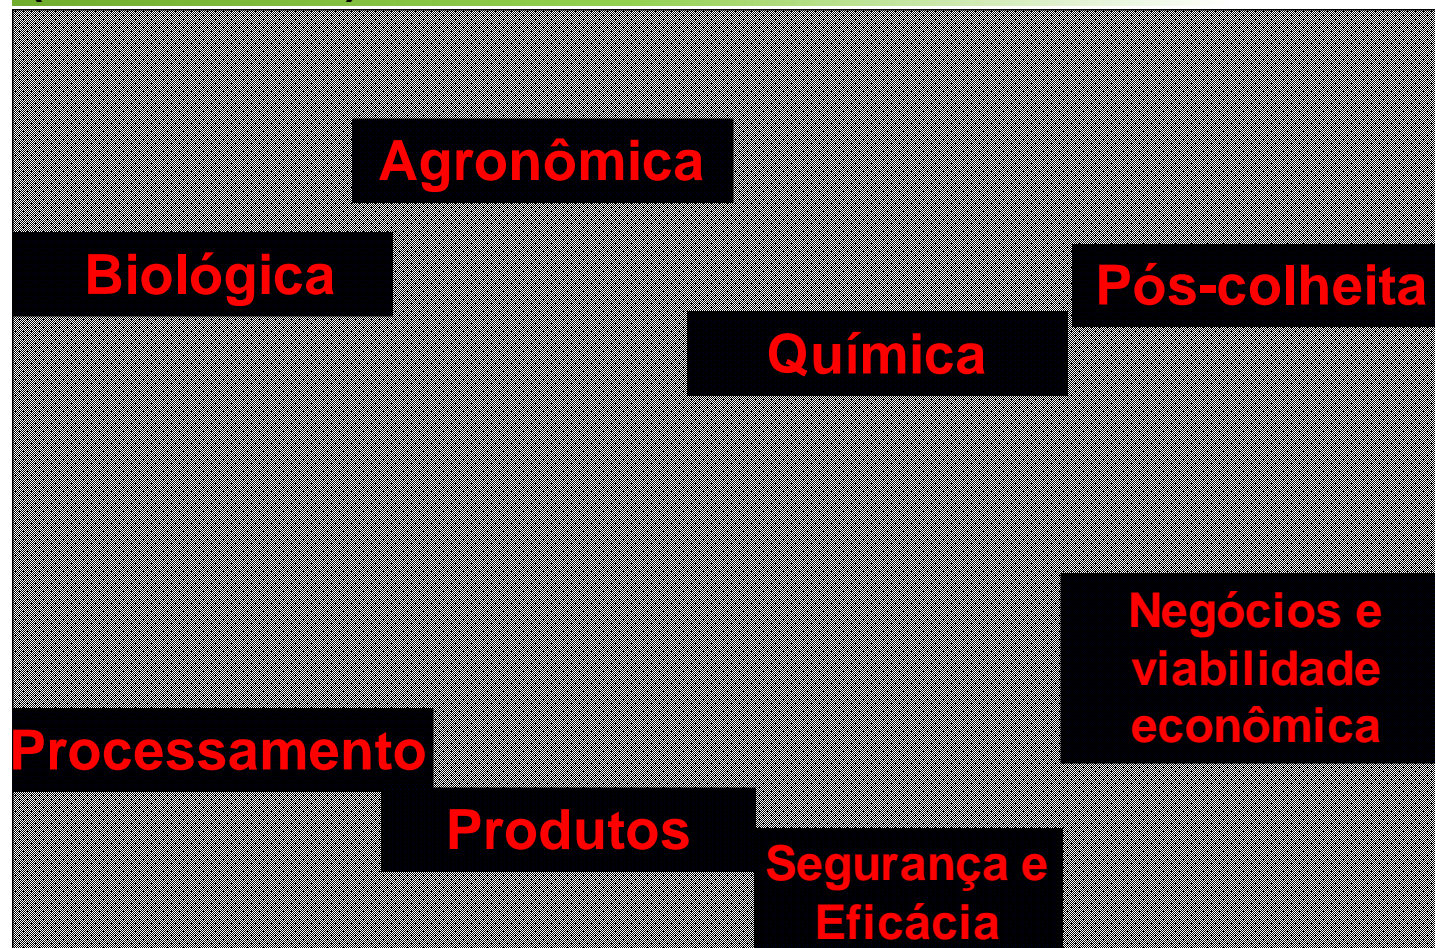 Agronômica
Biológica
Pós-colheita
Química
Negócios e
viabilidade
econômica
Processamento
Produtos
Segurança e
Eficácia